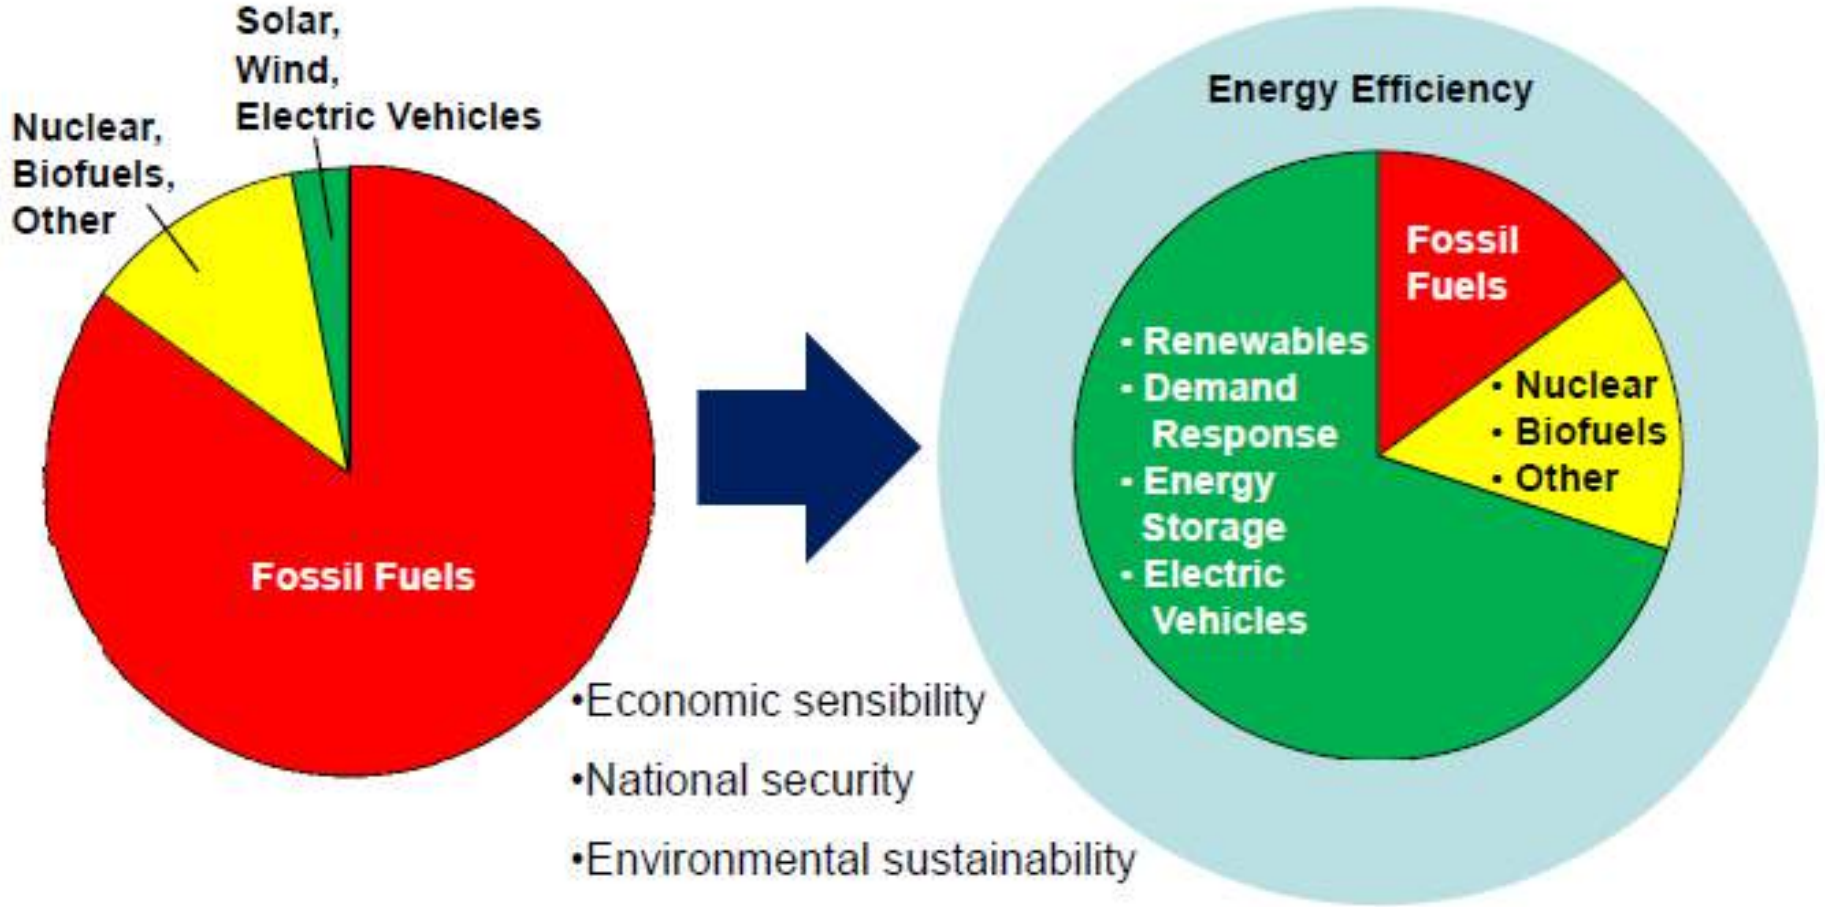 Solar,
Wind,
Electric Vehicles
Nuclear,
Biofuels,
Other
Fossil Fuels
Energy Efficiency
Fossil
Fuels
- Renewables
- Demand
Response
- Energy
Storage
- Electric
Vehicles
• Nuclear
• Biofuels
• Other
•Economic sensibility
•National security
•Environmental sustainability